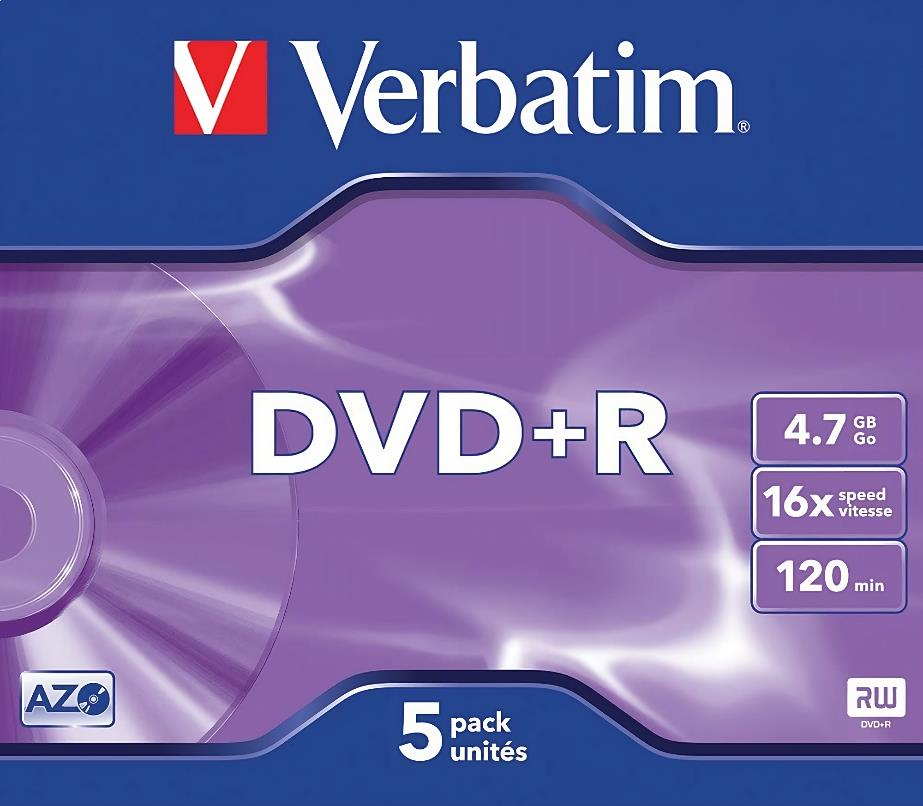 V Verbatim®
DVD+R
4.7 GB
Go
16x speed
vitesse
120 min
AZO
RW
DVD+R
5 pack
unités